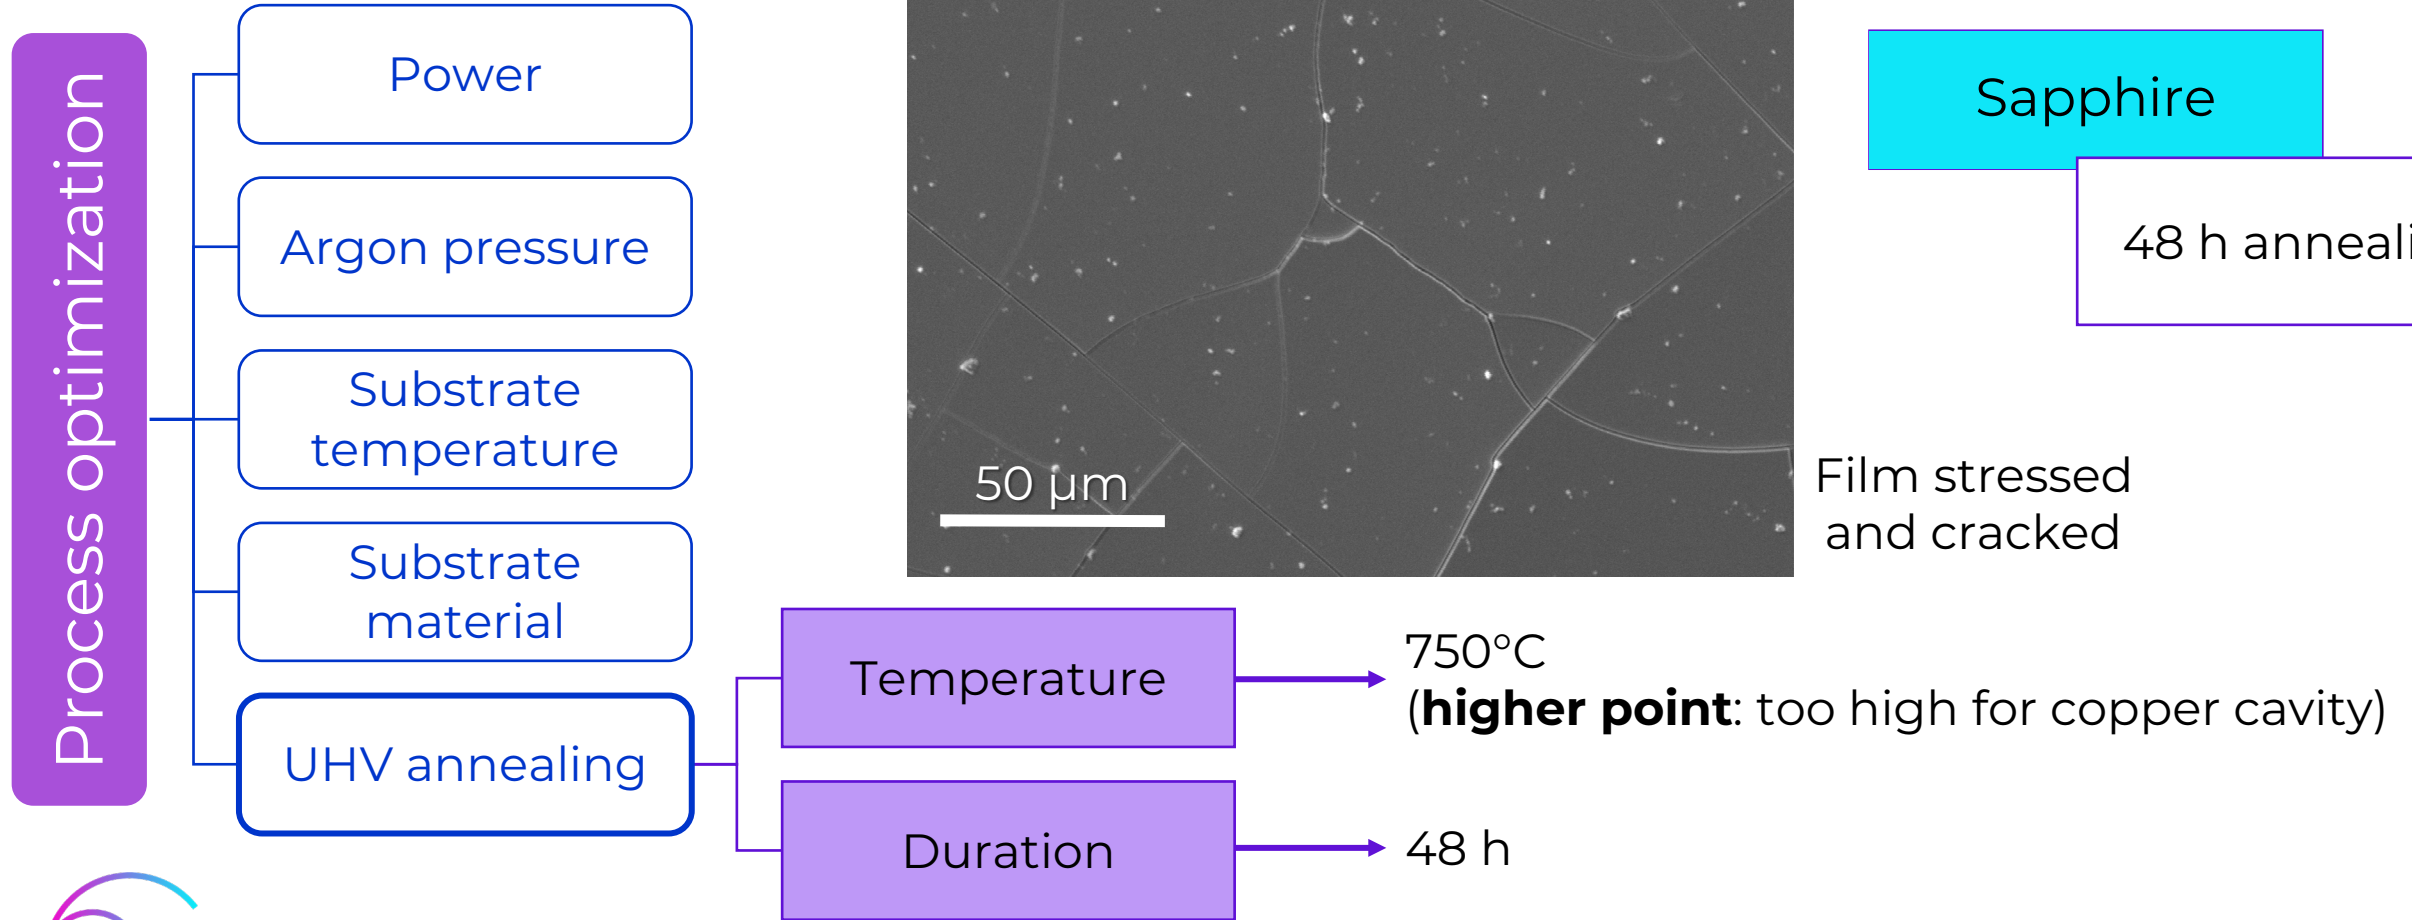 Process optimization
Power
Argon pressure
Substrate
temperature
Substrate
material
UHV annealing
50 µm
Sapphire
48 h
Film stressed
and cracked
Temperature
750°C
(higher point: too high for copper cavity)
Duration
48 h